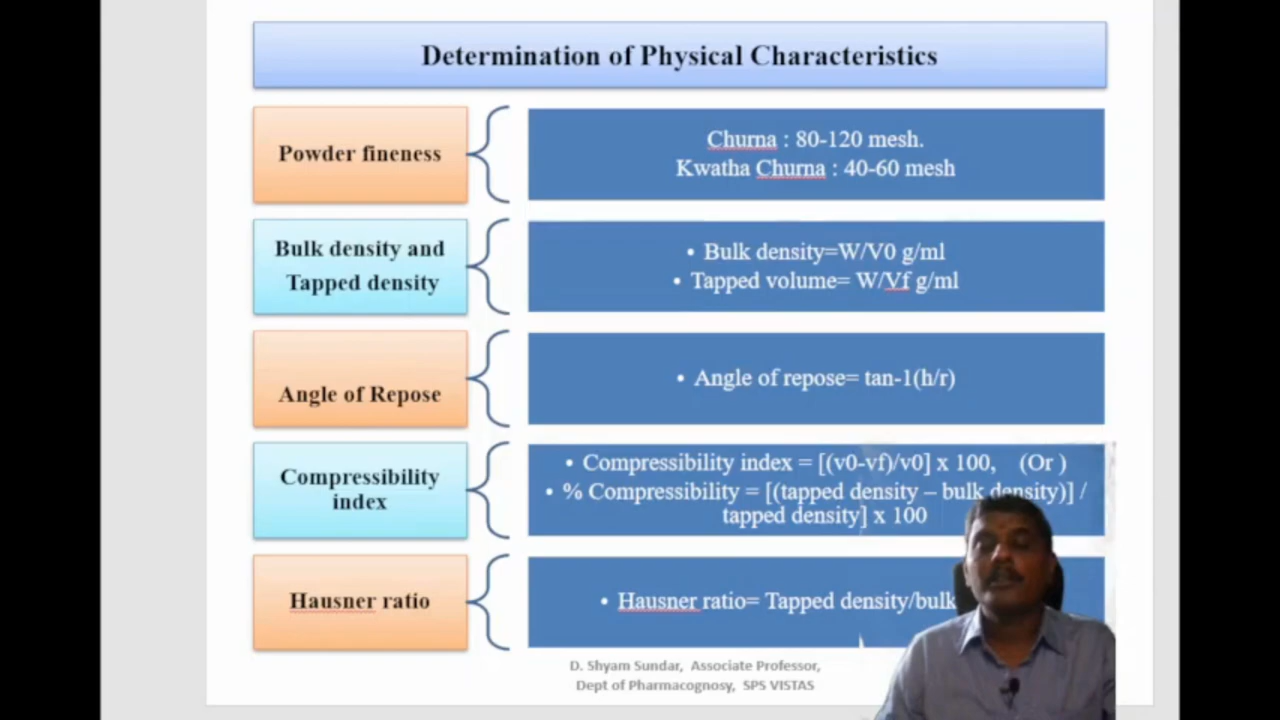 Determination of Physical Characteristics
Powder fineness
Churna : 80-120 mesh.
Kwatha Churna : 40-60 mesh
Bulk density and
Tapped density
• Bulk density=W/V0 g/ml
• Tapped volume= W/Vf g/ml
Angle of Repose
• Angle of repose= tan-1(h/r)
Compressibility
index
• Compressibility index = [(v0-vf)/v0] x 100, (Or )
• % Compressibility = [(tapped density – bulk density)] /
tapped density] x 100
Hausner ratio
• Hausner ratio= Tapped density/bulk
D. Shyam Sundar, Associate Professor,
Dept of Pharmacognosy, SPS VISTAS